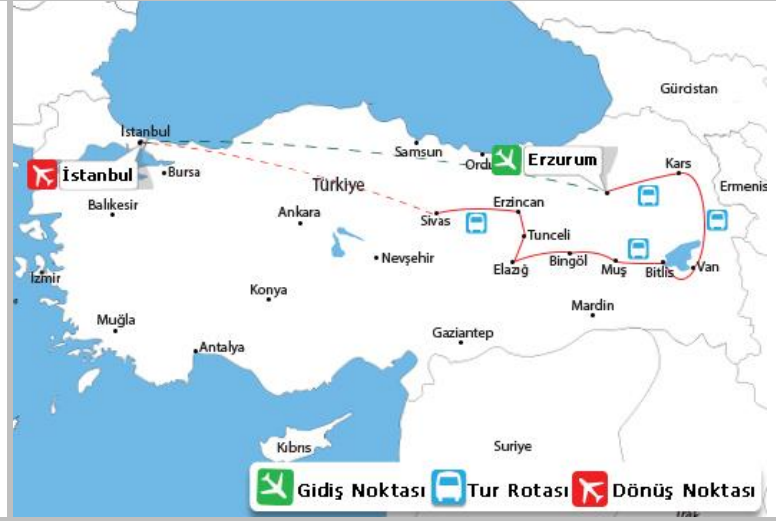 Gürcistan
İstanbul
Samsun
Ordu
Erzurum
Kars
İstanbul
Bursa
Türkiye
Ermenis
Balıkesir
Ankara
Sivas
Erzincan
Tunceli
İzmir
Nevşehir
Elazığ
Bingöl
Muş
Bitlis
Van
Konya
Mardin
Muğla
Antalya
Gaziantep
Kıbrıs
Suriye
Gidiş Noktası
Tur Rotası
Dönüş Noktası
Irak